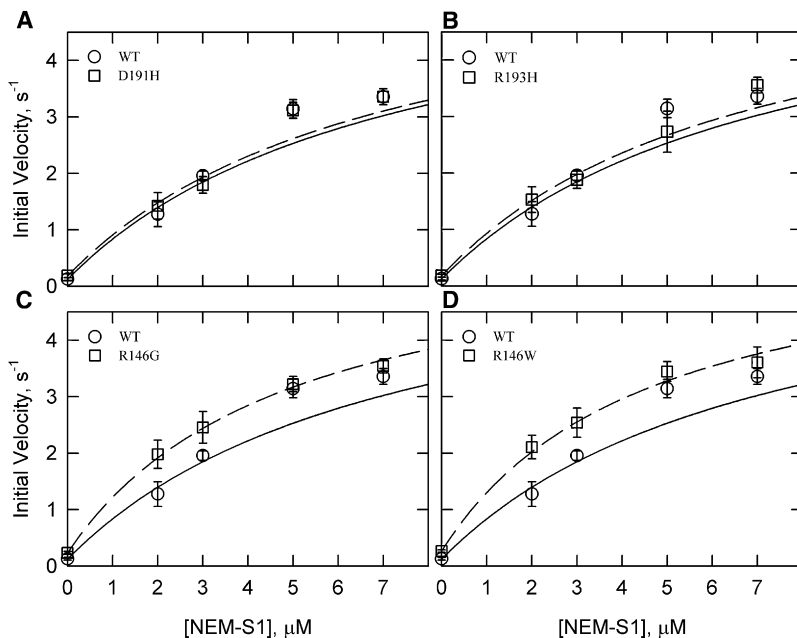 A
WT
D191H
Initial Velocity, s⁻¹
0
1
2
3
4
B
WT
R193H
C
WT
R146G
Initial Velocity, s⁻¹
0
1
2
3
4
0 1 2 3 4 5 6 7
[NEM-S1], μM
D
WT
R146W
0 1 2 3 4 5 6 7
[NEM-S1], μM